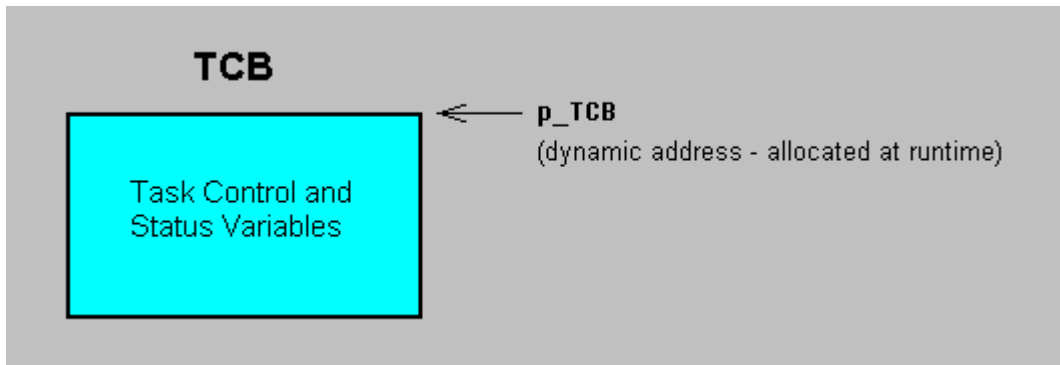 TCB
p_TCB
(dynamic address - allocated at runtime)
Task Control and
Status Variables